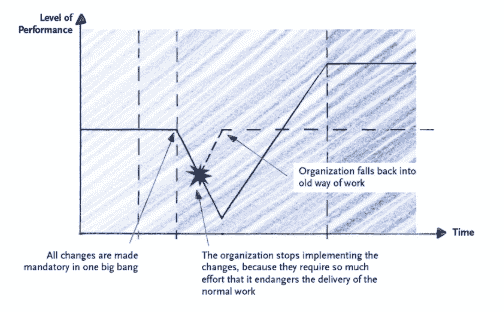 Level of
Performance
Organization falls back into
old way of work
Time
All changes are made
mandatory in one big bang
The organization stops implementing the
changes, because they require so much
effort that it endangers the delivery of the
normal work